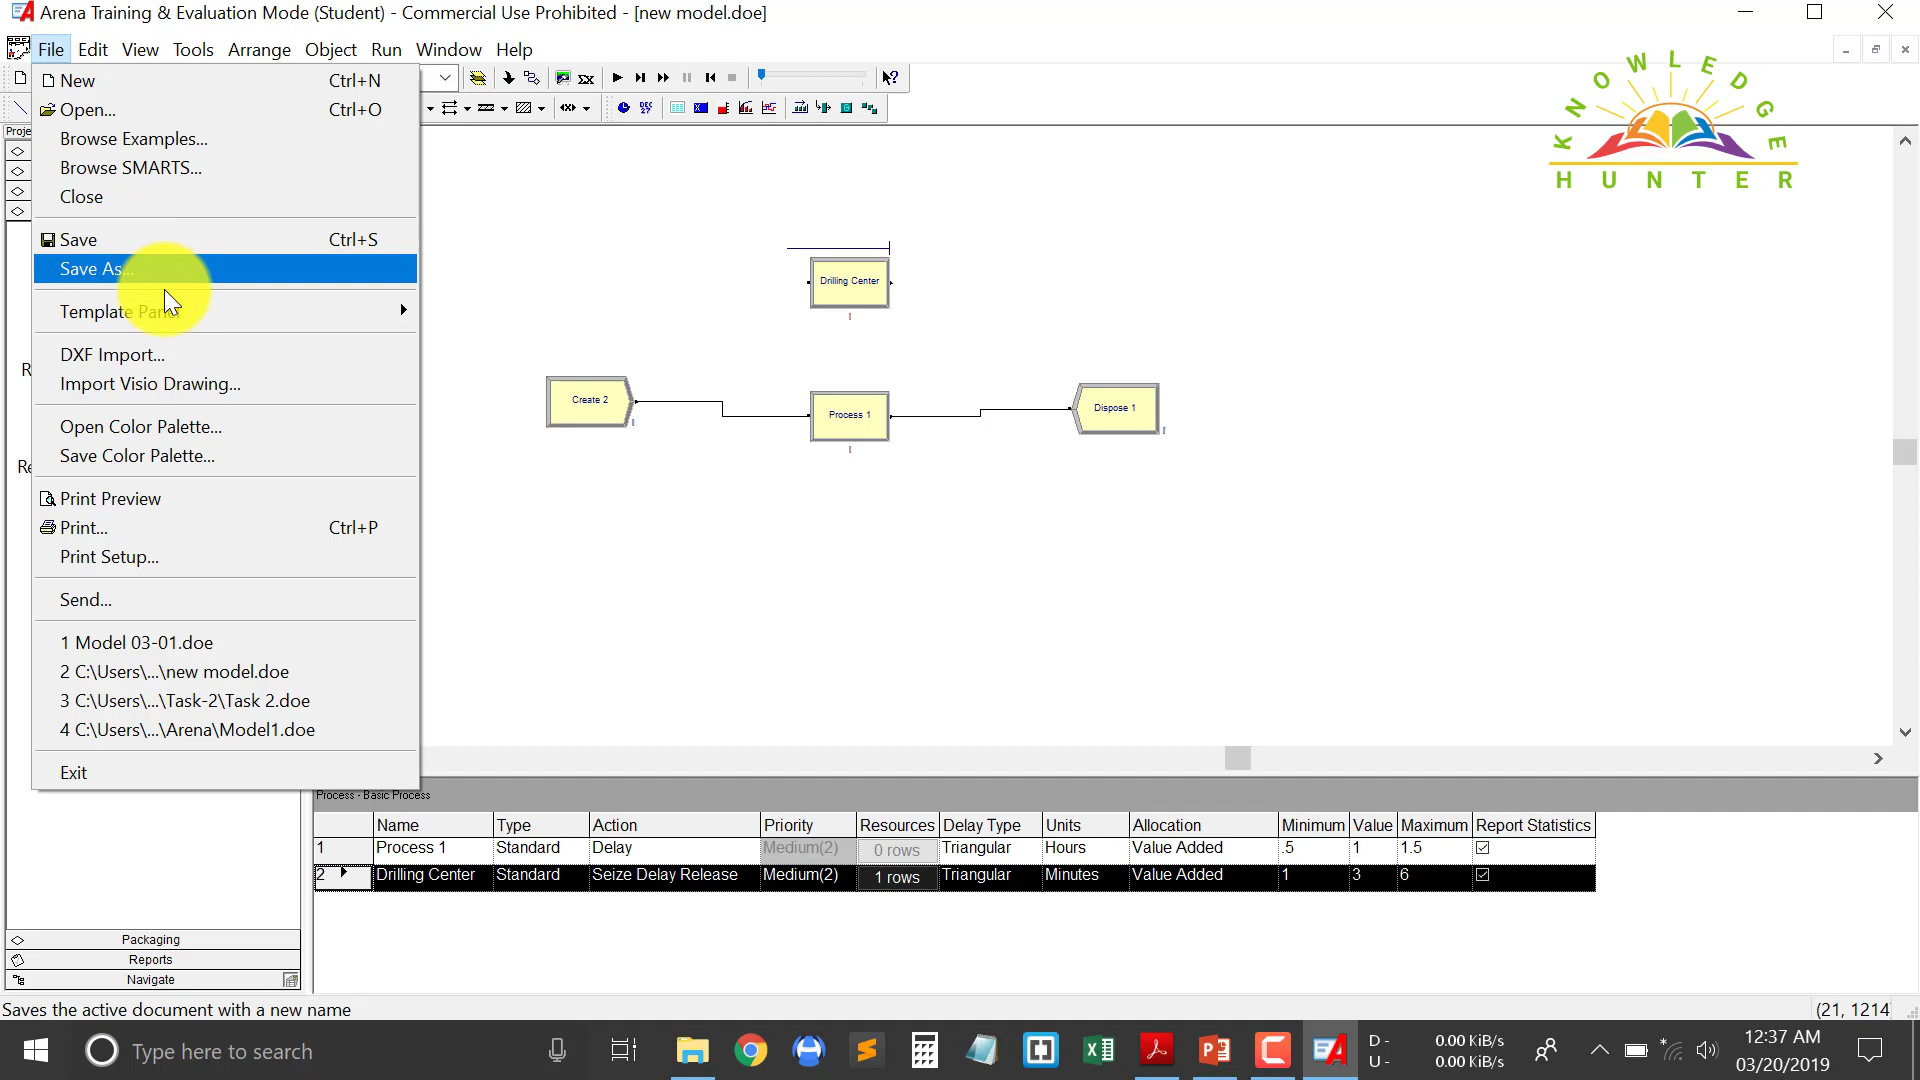 Arena Training & Evaluation Mode (Student) - Commercial Use Prohibited - [new model.doe]
File Edit View Tools Arrange Object Run Window Help
New Ctrl+N
Open... Ctrl+O
Browse Examples...
Browse SMARTS...
Close
Save Ctrl+S
Save As...
Template Panel
DXF Import...
Import Visio Drawing...
Open Color Palette...
Save Color Palette...
Print Preview
Print... Ctrl+P
Print Setup...
Send...
1 Model 03-01.doe
2 C:\Users\...\new model.doe
3 C:\Users\...\Task-2\Task 2.doe
4 C:\Users\...\Arena\Model1.doe
Exit
Proje
R
Re
KNOWLEDGE
HUNTER
Drilling Center
Create 2
Process 1
Dispose 1
Process - Basic Process
Name Type Action Priority Resources Delay Type Units Allocation Minimum Value Maximum Report Statistics
1 Process 1 Standard Delay Medium(2) 0 rows Triangular Hours Value Added .5 1 1.5
2 Drilling Center Standard Seize Delay Release Medium(2) 1 rows Triangular Minutes Value Added 1 3 6
Packaging
Reports
Navigate
Saves the active document with a new name
(21, 1214
Type here to search
D - 0.00 KiB/s
U - 0.00 KiB/s
12:37 AM
03/20/2019